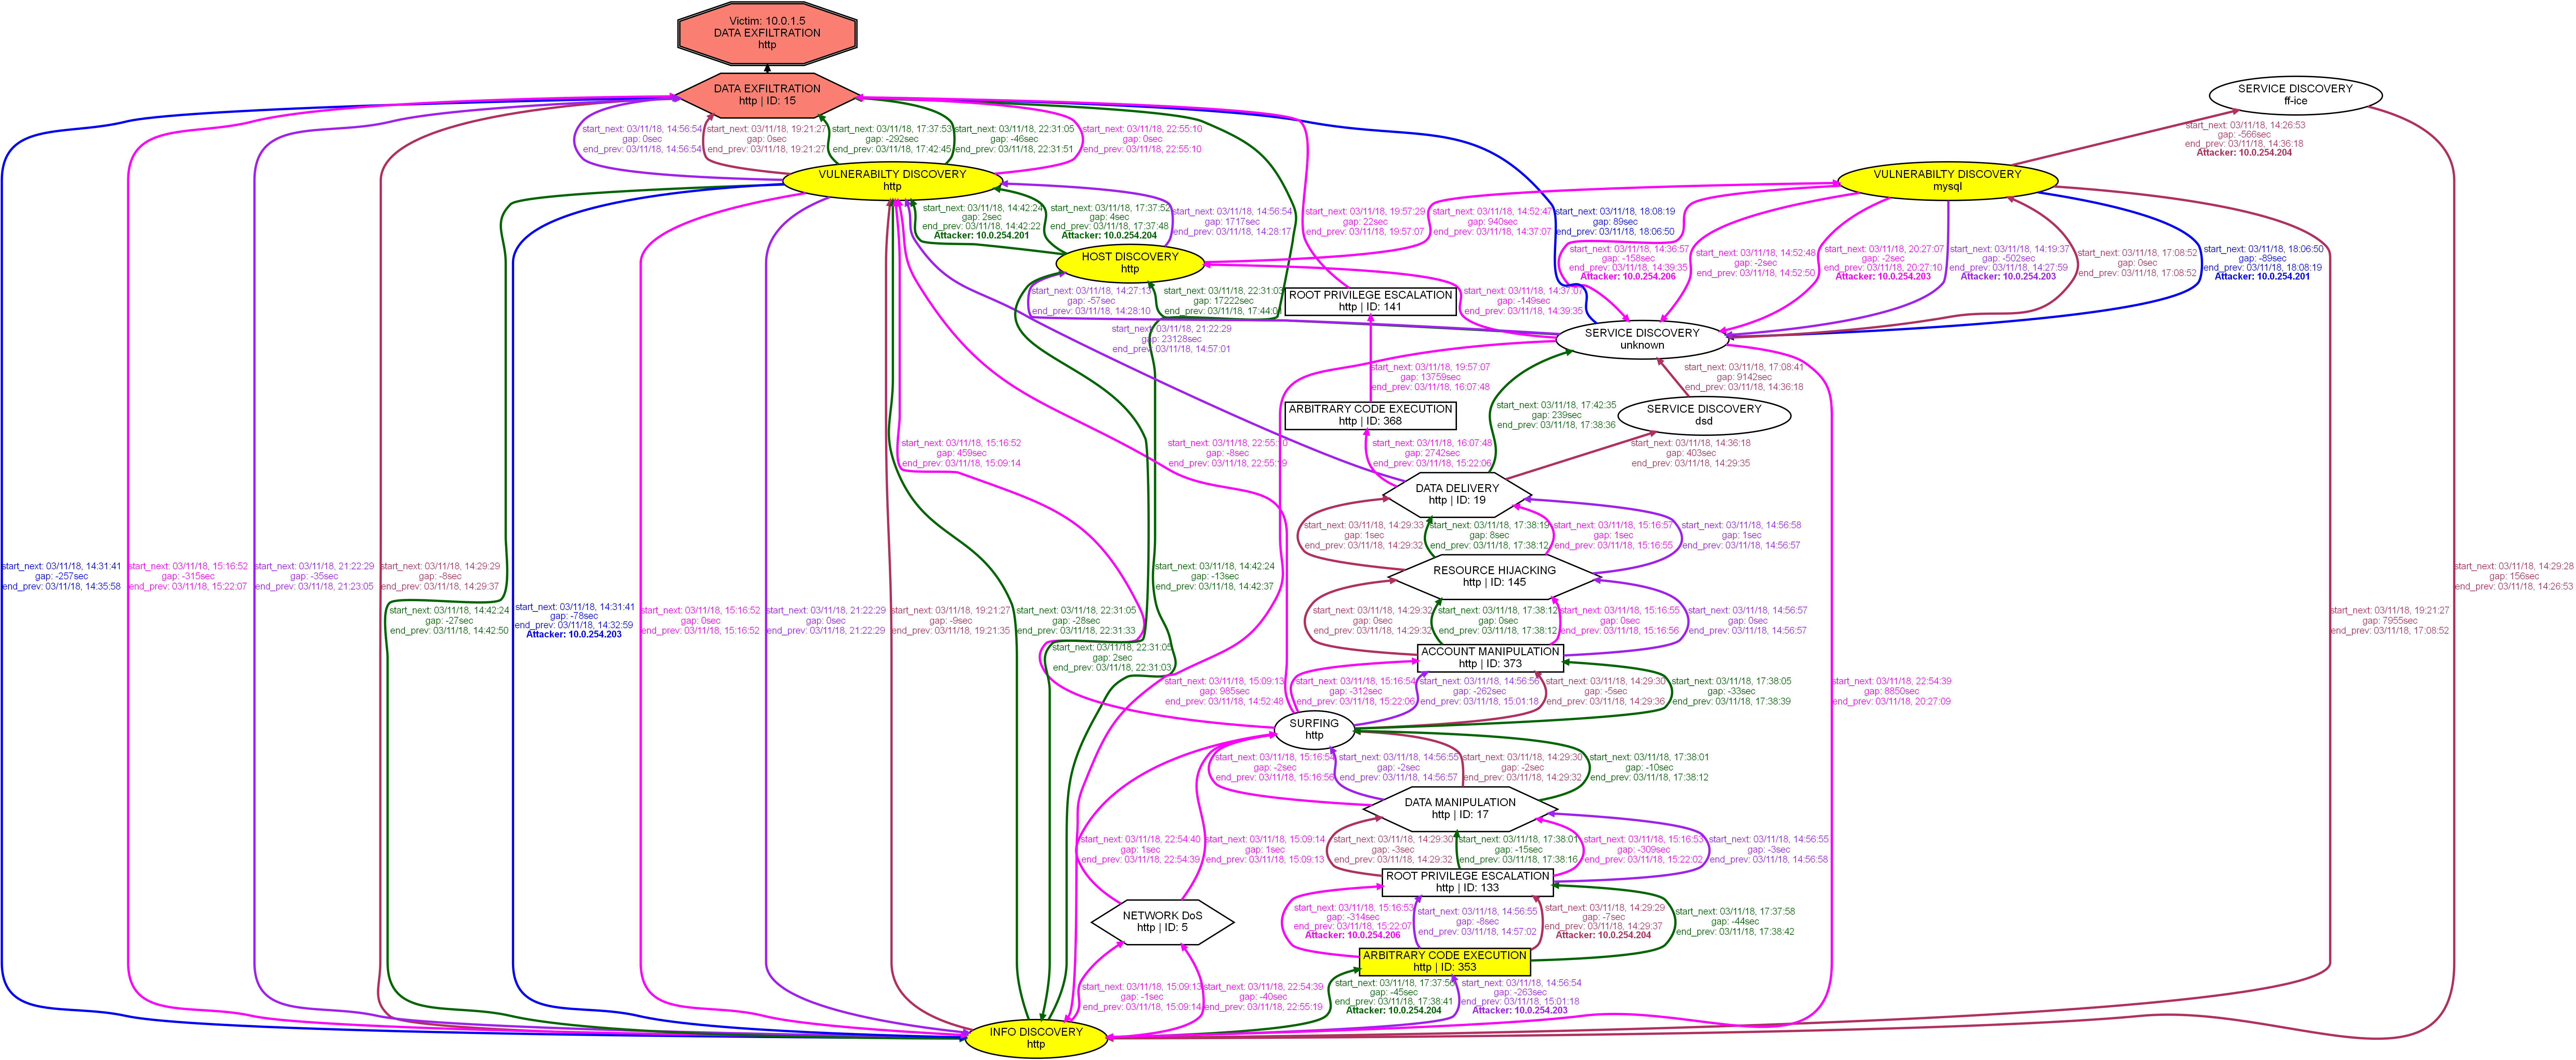 Victim: 10.0.1.5
DATA EXFILTRATION
http
DATA EXFILTRATION
http | ID: 15
SERVICE DISCOVERY
ff-ice
start_next: 03/11/18, 14:56:54
gap: 0sec
end_prev: 03/11/18, 14:56:54
start_next: 03/11/18, 19:21:27
gap: 0sec
end_prev: 03/11/18, 19:21:27
start_next: 03/11/18, 17:37:53
gap: -292sec
end_prev: 03/11/18, 17:42:45
start_next: 03/11/18, 22:31:05
gap: -46sec
end_prev: 03/11/18, 22:31:51
start_next: 03/11/18, 22:55:10
gap: 0sec
end_prev: 03/11/18, 22:55:10
start_next: 03/11/18, 14:26:53
gap: -566sec
end_prev: 03/11/18, 14:36:18
Attacker: 10.0.254.204
VULNERABILTY DISCOVERY
http
VULNERABILTY DISCOVERY
mysql
start_next: 03/11/18, 14:42:24
gap: 2sec
end_prev: 03/11/18, 14:42:22
Attacker: 10.0.254.201
start_next: 03/11/18, 17:37:52
gap: 4sec
end_prev: 03/11/18, 17:37:48
Attacker: 10.0.254.204
start_next: 03/11/18, 14:56:54
gap: 1717sec
end_prev: 03/11/18, 14:28:17
start_next: 03/11/18, 19:57:29
gap: 22sec
end_prev: 03/11/18, 19:57:07
start_next: 03/11/18, 14:52:47
gap: 940sec
end_prev: 03/11/18, 14:37:07
start_next: 03/11/18, 18:08:19
gap: 89sec
end_prev: 03/11/18, 18:06:50
start_next: 03/11/18, 14:36:57
gap: -158sec
end_prev: 03/11/18, 14:39:35
Attacker: 10.0.254.206
start_next: 03/11/18, 14:52:48
gap: -2sec
end_prev: 03/11/18, 14:52:50
start_next: 03/11/18, 20:27:07
gap: -2sec
end_prev: 03/11/18, 20:27:10
Attacker: 10.0.254.203
start_next: 03/11/18, 14:19:37
gap: -502sec
end_prev: 03/11/18, 14:27:59
Attacker: 10.0.254.203
start_next: 03/11/18, 17:08:52
gap: 0sec
end_prev: 03/11/18, 17:08:52
start_next: 03/11/18, 18:06:50
gap: -89sec
end_prev: 03/11/18, 18:08:19
Attacker: 10.0.254.201
HOST DISCOVERY
http
start_next: 03/11/18, 14:27:13
gap: -57sec
end_prev: 03/11/18, 14:28:10
start_next: 03/11/18, 22:31:03
gap: 17222sec
end_prev: 03/11/18, 17:44:01
ROOT PRIVILEGE ESCALATION
http | ID: 141
start_next: 03/11/18, 14:37:07
gap: -149sec
end_prev: 03/11/18, 14:39:35
start_next: 03/11/18, 21:22:29
gap: 23128sec
end_prev: 03/11/18, 14:57:01
SERVICE DISCOVERY
unknown
start_next: 03/11/18, 19:57:07
gap: 13759sec
end_prev: 03/11/18, 16:07:48
start_next: 03/11/18, 17:08:41
gap: 9142sec
end_prev: 03/11/18, 14:36:18
ARBITRARY CODE EXECUTION
http | ID: 368
start_next: 03/11/18, 17:42:35
gap: 239sec
end_prev: 03/11/18, 17:38:36
SERVICE DISCOVERY
dsd
start_next: 03/11/18, 15:16:52
gap: 459sec
end_prev: 03/11/18, 15:09:14
start_next: 03/11/18, 22:55:10
gap: -8sec
end_prev: 03/11/18, 22:55:19
start_next: 03/11/18, 16:07:48
gap: 2742sec
end_prev: 03/11/18, 15:22:06
start_next: 03/11/18, 14:36:18
gap: 403sec
end_prev: 03/11/18, 14:29:35
DATA DELIVERY
http | ID: 19
start_next: 03/11/18, 14:29:33
gap: 1sec
end_prev: 03/11/18, 14:29:32
start_next: 03/11/18, 17:38:19
gap: 8sec
end_prev: 03/11/18, 17:38:12
start_next: 03/11/18, 15:16:57
gap: 1sec
end_prev: 03/11/18, 15:16:55
start_next: 03/11/18, 14:56:58
gap: 1sec
end_prev: 03/11/18, 14:56:57
start_next: 03/11/18, 14:31:41
gap: -257sec
end_prev: 03/11/18, 14:35:58
start_next: 03/11/18, 15:16:52
gap: -315sec
end_prev: 03/11/18, 15:22:07
start_next: 03/11/18, 21:22:29
gap: -35sec
end_prev: 03/11/18, 21:23:05
start_next: 03/11/18, 14:29:29
gap: -8sec
end_prev: 03/11/18, 14:29:37
start_next: 03/11/18, 14:42:24
gap: -13sec
end_prev: 03/11/18, 14:42:37
RESOURCE HIJACKING
http | ID: 145
start_next: 03/11/18, 14:29:28
gap: 156sec
end_prev: 03/11/18, 14:26:53
start_next: 03/11/18, 14:42:24
gap: -27sec
end_prev: 03/11/18, 14:42:50
start_next: 03/11/18, 14:31:41
gap: -78sec
end_prev: 03/11/18, 14:32:59
Attacker: 10.0.254.203
start_next: 03/11/18, 15:16:52
gap: 0sec
end_prev: 03/11/18, 15:16:52
start_next: 03/11/18, 21:22:29
gap: 0sec
end_prev: 03/11/18, 21:22:29
start_next: 03/11/18, 19:21:27
gap: -9sec
end_prev: 03/11/18, 19:21:35
start_next: 03/11/18, 22:31:05
gap: -28sec
end_prev: 03/11/18, 22:31:33
start_next: 03/11/18, 14:29:32
gap: 0sec
end_prev: 03/11/18, 14:29:32
start_next: 03/11/18, 17:38:12
gap: 0sec
end_prev: 03/11/18, 17:38:12
start_next: 03/11/18, 15:16:55
gap: 0sec
end_prev: 03/11/18, 15:16:56
start_next: 03/11/18, 14:56:57
gap: 0sec
end_prev: 03/11/18, 14:56:57
start_next: 03/11/18, 19:21:27
gap: 7955sec
end_prev: 03/11/18, 17:08:52
start_next: 03/11/18, 22:31:05
gap: 2sec
end_prev: 03/11/18, 22:31:03
ACCOUNT MANIPULATION
http | ID: 373
start_next: 03/11/18, 15:09:13
gap: 985sec
end_prev: 03/11/18, 14:52:48
start_next: 03/11/18, 15:16:54
gap: -312sec
end_prev: 03/11/18, 15:22:06
start_next: 03/11/18, 14:56:56
gap: -262sec
end_prev: 03/11/18, 15:01:18
start_next: 03/11/18, 14:29:30
gap: -5sec
end_prev: 03/11/18, 14:29:36
start_next: 03/11/18, 17:38:05
gap: -33sec
end_prev: 03/11/18, 17:38:39
start_next: 03/11/18, 22:54:39
gap: 8850sec
end_prev: 03/11/18, 20:27:09
SURFING
http
start_next: 03/11/18, 15:16:54
gap: -2sec
end_prev: 03/11/18, 15:16:56
start_next: 03/11/18, 14:56:55
gap: -2sec
end_prev: 03/11/18, 14:56:57
start_next: 03/11/18, 14:29:30
gap: -2sec
end_prev: 03/11/18, 14:29:32
start_next: 03/11/18, 17:38:01
gap: -10sec
end_prev: 03/11/18, 17:38:12
DATA MANIPULATION
http | ID: 17
start_next: 03/11/18, 22:54:40
gap: 1sec
end_prev: 03/11/18, 22:54:39
start_next: 03/11/18, 15:09:14
gap: 1sec
end_prev: 03/11/18, 15:09:13
start_next: 03/11/18, 14:29:30
gap: -3sec
end_prev: 03/11/18, 14:29:32
start_next: 03/11/18, 17:38:01
gap: -15sec
end_prev: 03/11/18, 17:38:16
start_next: 03/11/18, 15:16:53
gap: -309sec
end_prev: 03/11/18, 15:22:02
start_next: 03/11/18, 14:56:55
gap: -3sec
end_prev: 03/11/18, 14:56:58
ROOT PRIVILEGE ESCALATION
http | ID: 133
NETWORK DoS
http | ID: 5
start_next: 03/11/18, 15:16:53
gap: -314sec
end_prev: 03/11/18, 15:22:07
Attacker: 10.0.254.206
start_next: 03/11/18, 14:56:55
gap: -8sec
end_prev: 03/11/18, 14:57:02
start_next: 03/11/18, 14:29:29
gap: -7sec
end_prev: 03/11/18, 14:29:37
Attacker: 10.0.254.204
start_next: 03/11/18, 17:37:58
gap: -44sec
end_prev: 03/11/18, 17:38:42
ARBITRARY CODE EXECUTION
http | ID: 353
start_next: 03/11/18, 15:09:13
gap: -1sec
end_prev: 03/11/18, 15:09:14
start_next: 03/11/18, 22:54:39
gap: -40sec
end_prev: 03/11/18, 22:55:19
start_next: 03/11/18, 17:37:56
gap: -45sec
end_prev: 03/11/18, 17:38:41
Attacker: 10.0.254.204
start_next: 03/11/18, 14:56:54
gap: -263sec
end_prev: 03/11/18, 15:01:18
Attacker: 10.0.254.203
INFO DISCOVERY
http